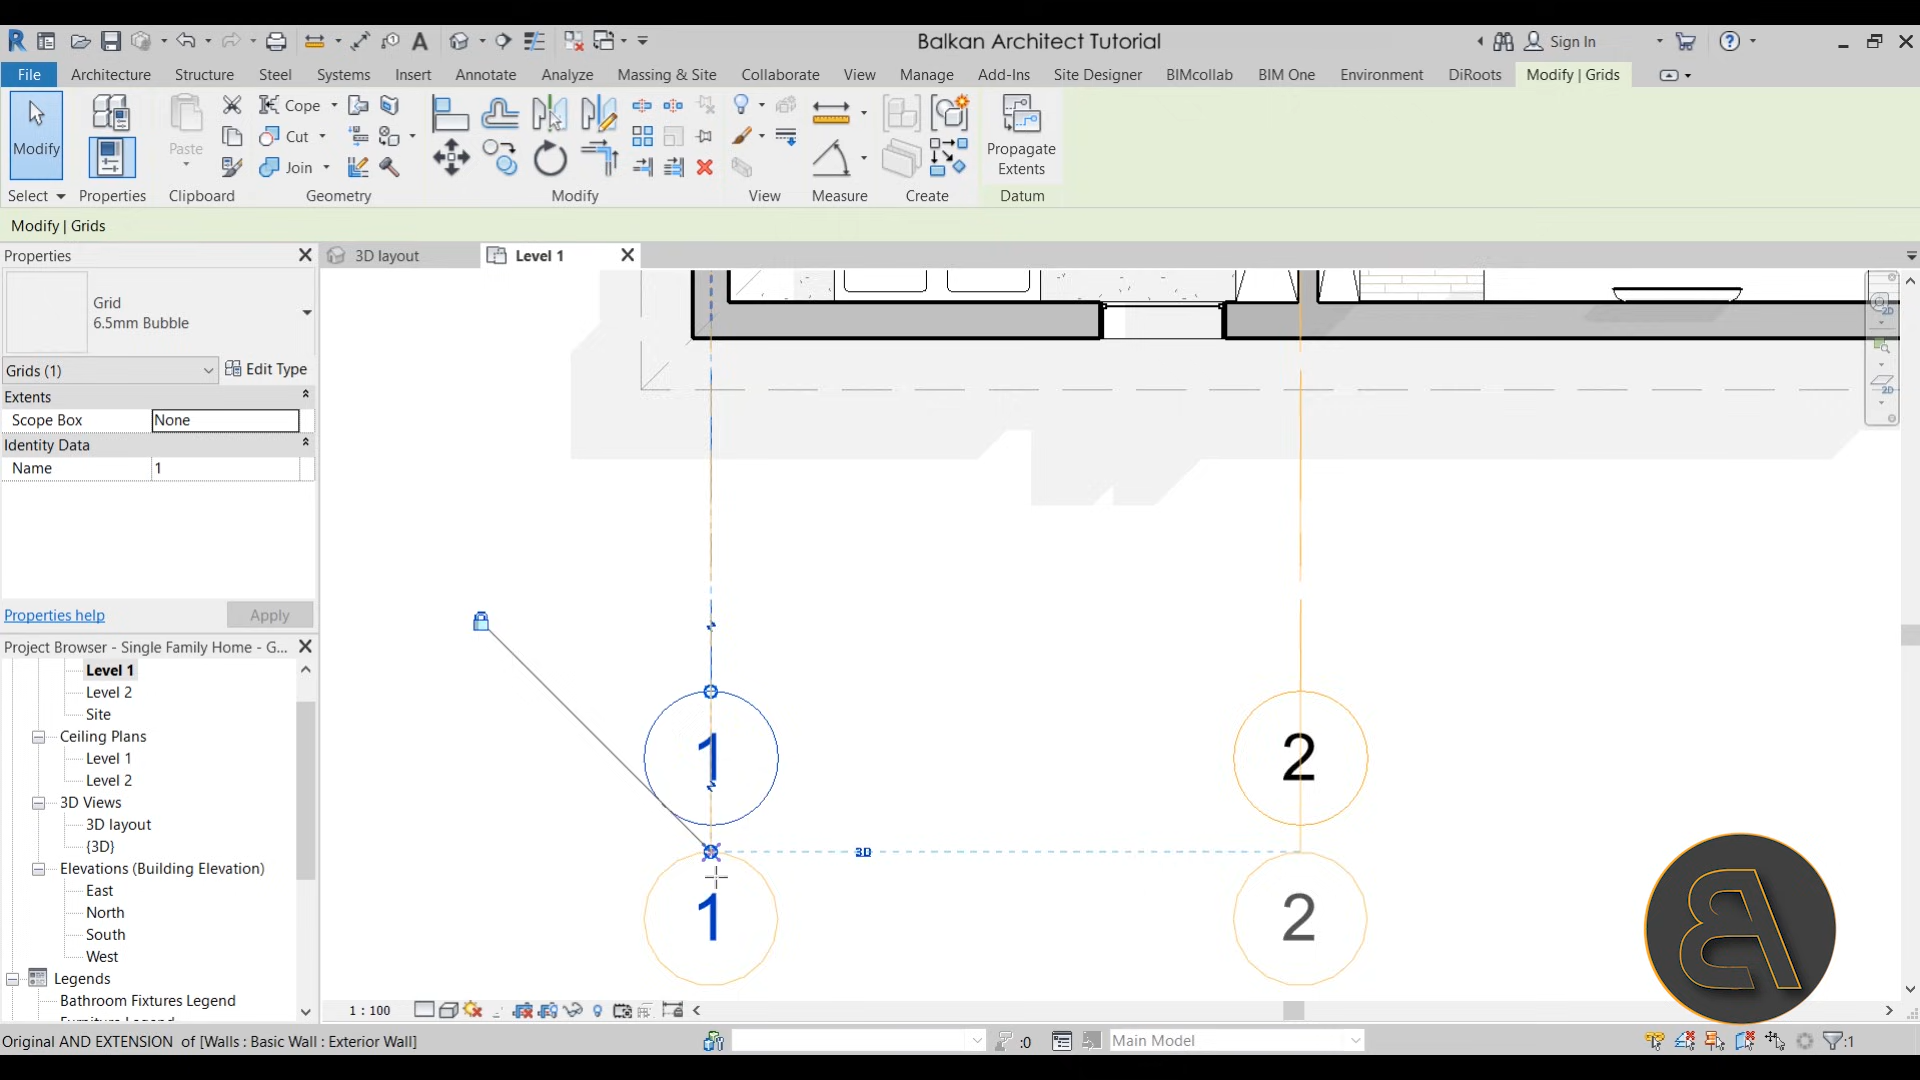 Balkan Architect Tutorial
Sign In
File Architecture Structure Steel Systems Insert Annotate Analyze Massing & Site Collaborate View Manage Add-Ins Site Designer BIMcollab BIM One Environment DiRoots Modify | Grids
Modify
Paste
Cope
Cut
Join
Propagate
Extents
Select Properties Clipboard Geometry Modify View Measure Create Datum
Modify | Grids
Properties
3D layout
Level 1
Grid
6.5mm Bubble
Grids (1)
Edit Type
Extents
Scope Box None
Identity Data
Name 1
Properties help
Apply
Project Browser - Single Family Home - G...
Level 1
Level 2
Site
Ceiling Plans
Level 1
Level 2
3D Views
3D layout
{3D}
Elevations (Building Elevation)
East
North
South
West
Legends
Bathroom Fixtures Legend
2D
2D
1
2
3D
1
2
1 : 100
Original AND EXTENSION of [Walls : Basic Wall : Exterior Wall]
:0
Main Model
:1